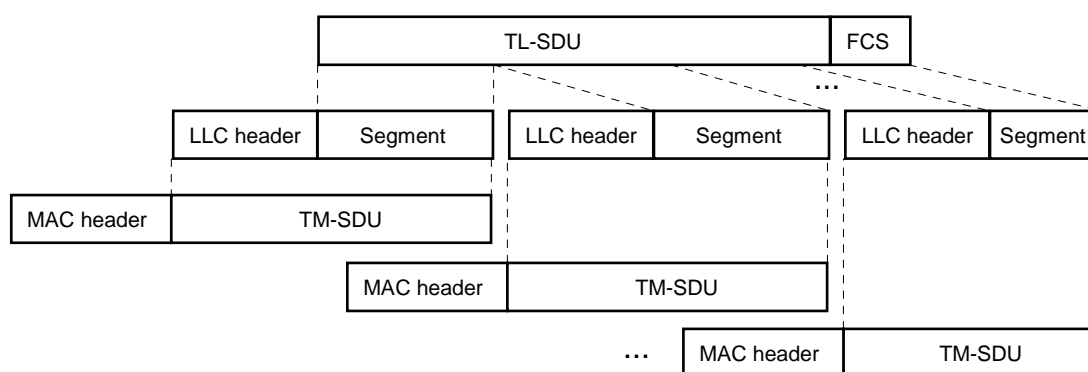 TL-SDU FCS
...
LLC header Segment LLC header Segment LLC header Segment
MAC header TM-SDU
MAC header TM-SDU
... MAC header TM-SDU